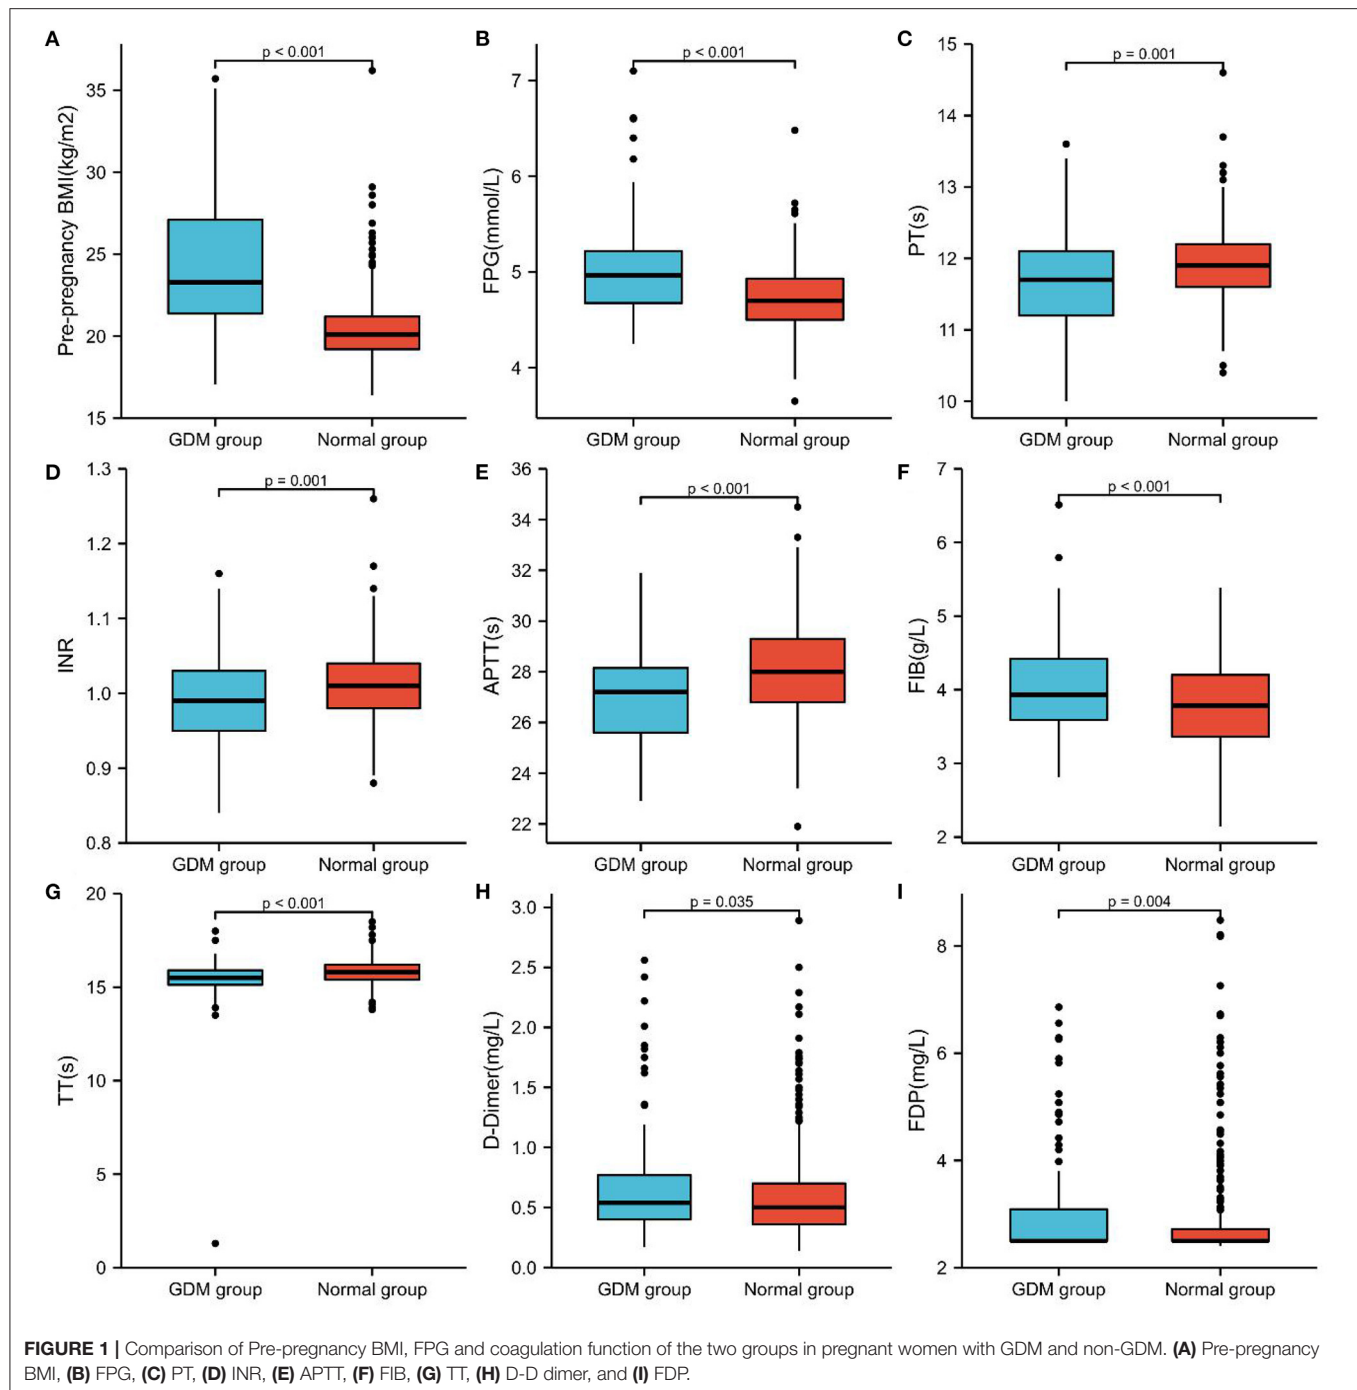 A
p < 0.001
Pre-pregnancy BMI(kg/m2)
35
30
25
20
15
GDM group
Normal group
B
p < 0.001
FPG(mmol/L)
7
6
5
4
GDM group
Normal group
C
p = 0.001
PT(s)
15
14
13
12
11
10
GDM group
Normal group
D
p = 0.001
INR
1.3
1.2
1.1
1.0
0.9
0.8
GDM group
Normal group
E
p < 0.001
APTT(s)
36
34
32
30
28
26
24
22
GDM group
Normal group
F
p < 0.001
FIB(g/L)
7
6
5
4
3
2
GDM group
Normal group
G
p < 0.001
TT(s)
20
15
10
5
0
GDM group
Normal group
H
p = 0.035
D-Dimer(mg/L)
3.0
2.5
2.0
1.5
1.0
0.5
0.0
GDM group
Normal group
I
p = 0.004
FDP(mg/L)
8
6
4
2
GDM group
Normal group
FIGURE 1 | Comparison of Pre-pregnancy BMI, FPG and coagulation function of the two groups in pregnant women with GDM and non-GDM. (A) Pre-pregnancy
BMI, (B) FPG, (C) PT, (D) INR, (E) APTT, (F) FIB, (G) TT, (H) D-D dimer, and (I) FDP.